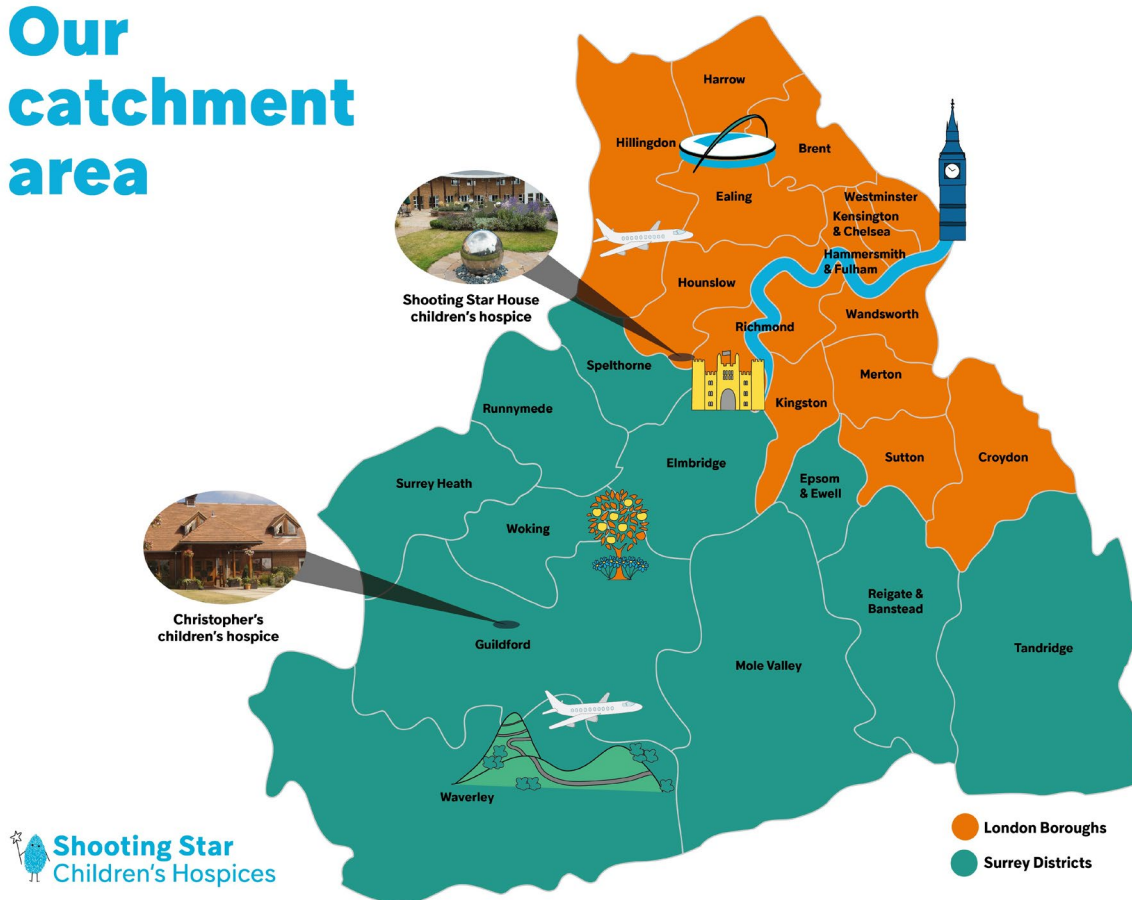 Our
catchment
area
Harrow
Hillingdon
Brent
Ealing
Westminster
Kensington
& Chelsea
Hammersmith
& Fulham
Hounslow
Richmond
Wandsworth
Merton
Kingston
Sutton
Croydon
Shooting Star House
children's hospice
Spelthorne
Runnymede
Elmbridge
Epsom
& Ewell
Surrey Heath
Woking
Reigate &
Banstead
Christopher's
children's hospice
Guildford
Mole Valley
Tandridge
Waverley
London Boroughs
Surrey Districts
Shooting Star
Children's Hospices